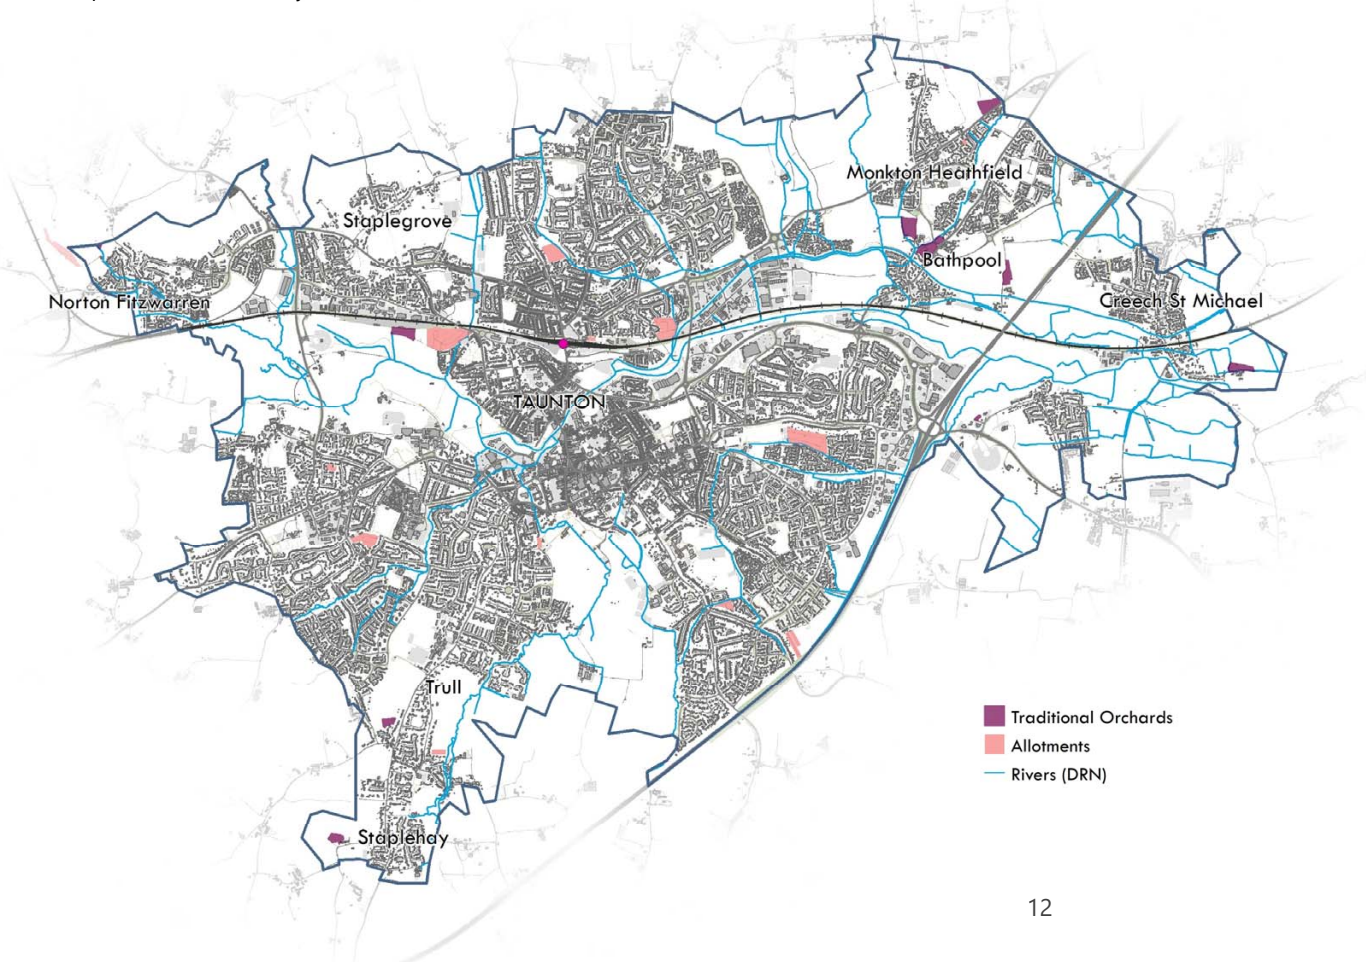 Monkton Heathfield
Staplegrove
Bathpool
Norton Fitzwarren
Creech St Michael
TAUNTON
Trull
Traditional Orchards
Allotments
Rivers (DRN)
Staplehay
12